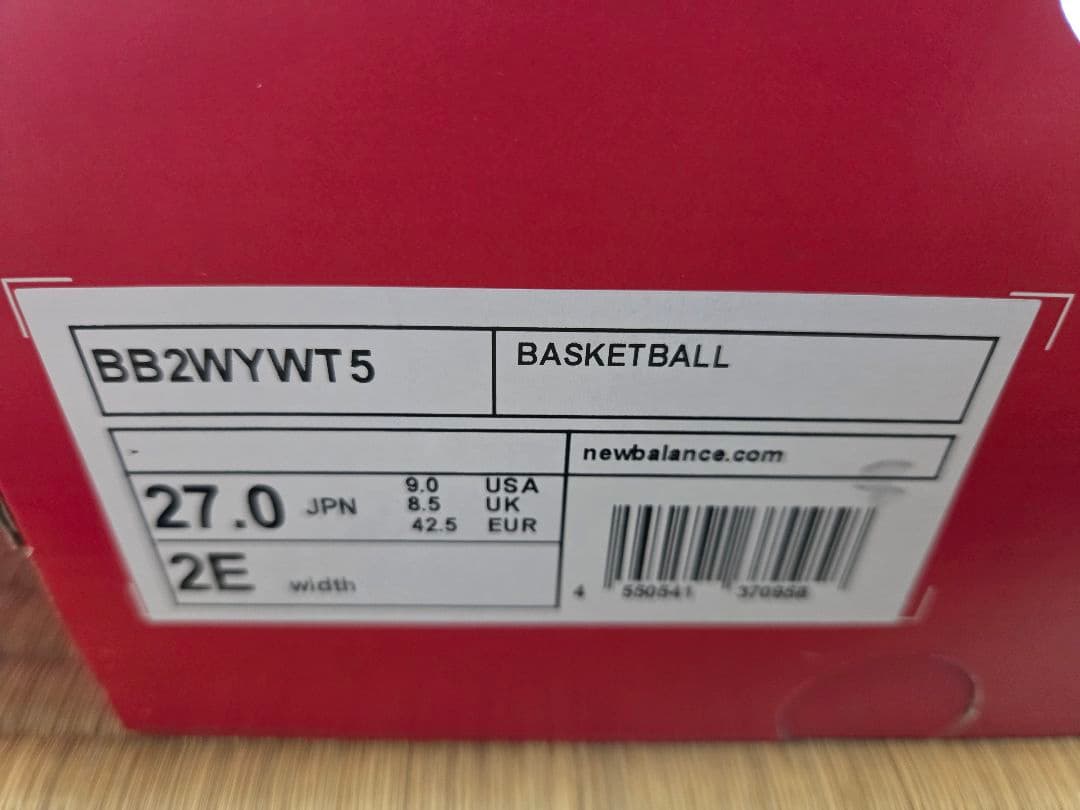 BB2WYWT5
BASKETBALL
newbalance.com
27.0 JPN
9.0 USA
8.5 UK
42.5 EUR
2E width
4 550541 370958